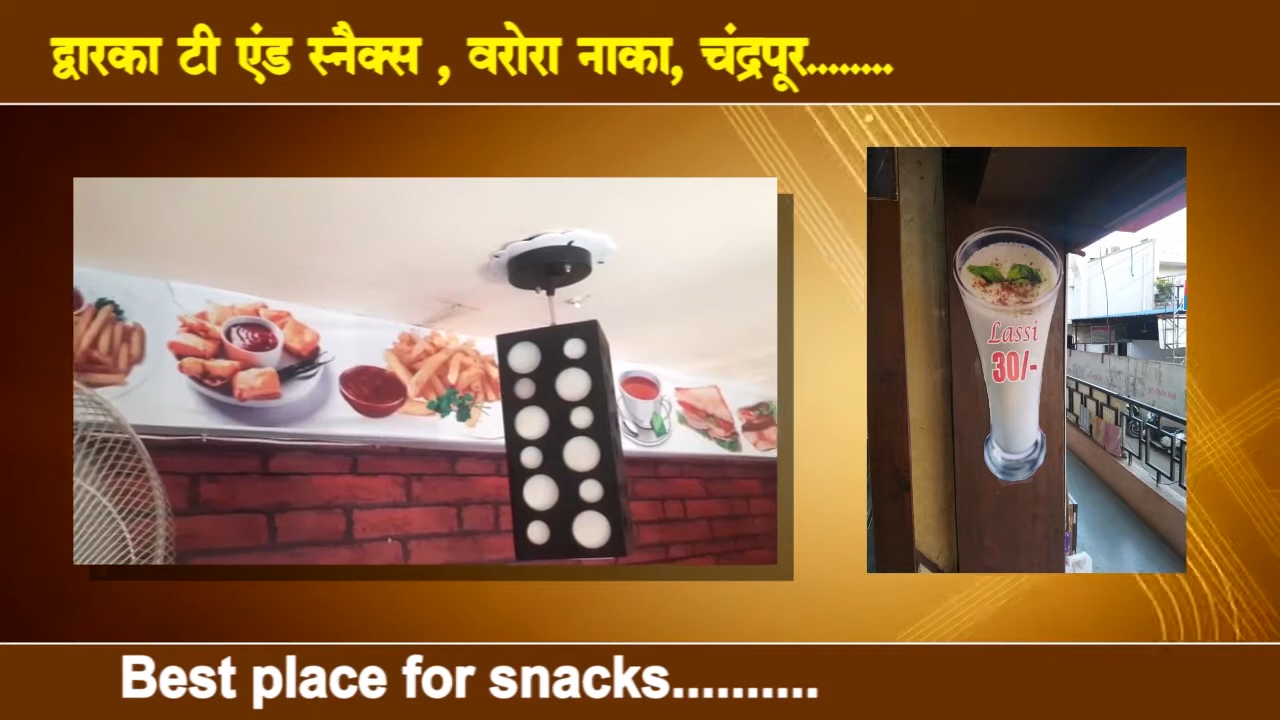 द्वारका टी एंड स्नैक्स , वरोरा नाका, चंद्रपूर........
Lassi
30/-
Best place for snacks..........